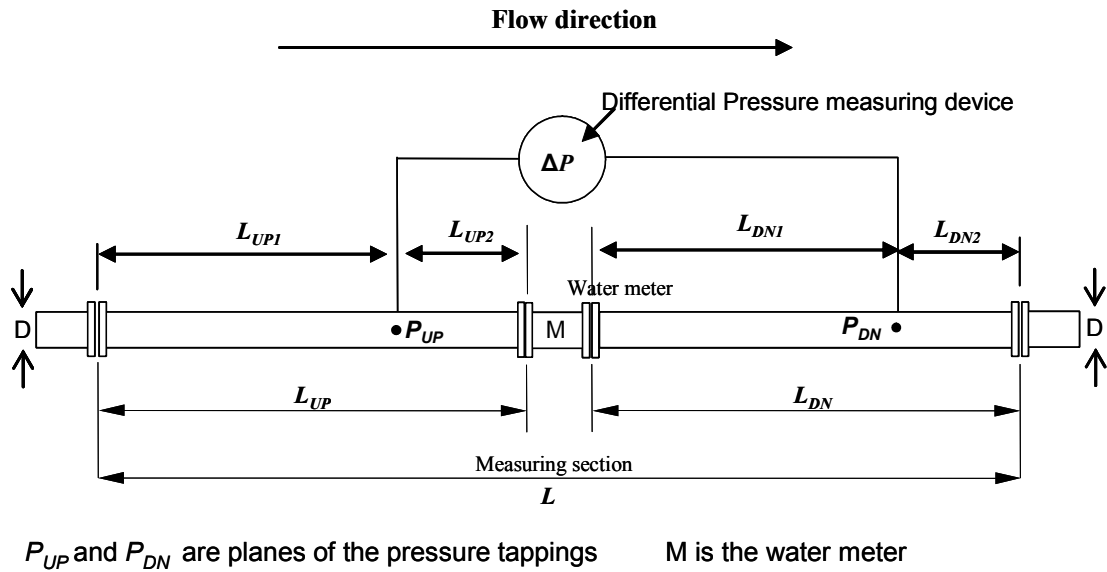 Flow direction
Differential Pressure measuring device
ΔP
L_UP1
L_UP2
L_DN1
L_DN2
Water meter
D
P_UP
M
P_DN
D
L_UP
L_DN
Measuring section
L
P_UP and P_DN are planes of the pressure tappings M is the water meter